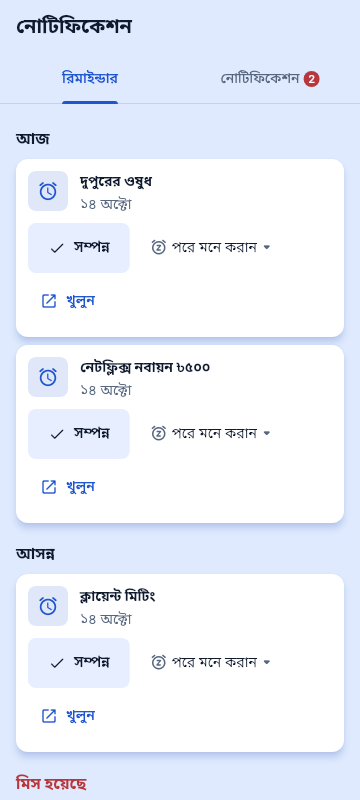 নোটিফিকেশন
রিমাইন্ডার
নোটিফিকেশন 2
আজ
দুপুরের ওষুধ
১৪ অক্টো
সম্পন্ন
পরে মনে করান
খুলুন
নেটফ্লিক্স নবায়ন ৳৫০০
১৪ অক্টো
সম্পন্ন
পরে মনে করান
খুলুন
আসন্ন
ক্লায়েন্ট মিটিং
১৪ অক্টো
সম্পন্ন
পরে মনে করান
খুলুন
মিস হয়েছে